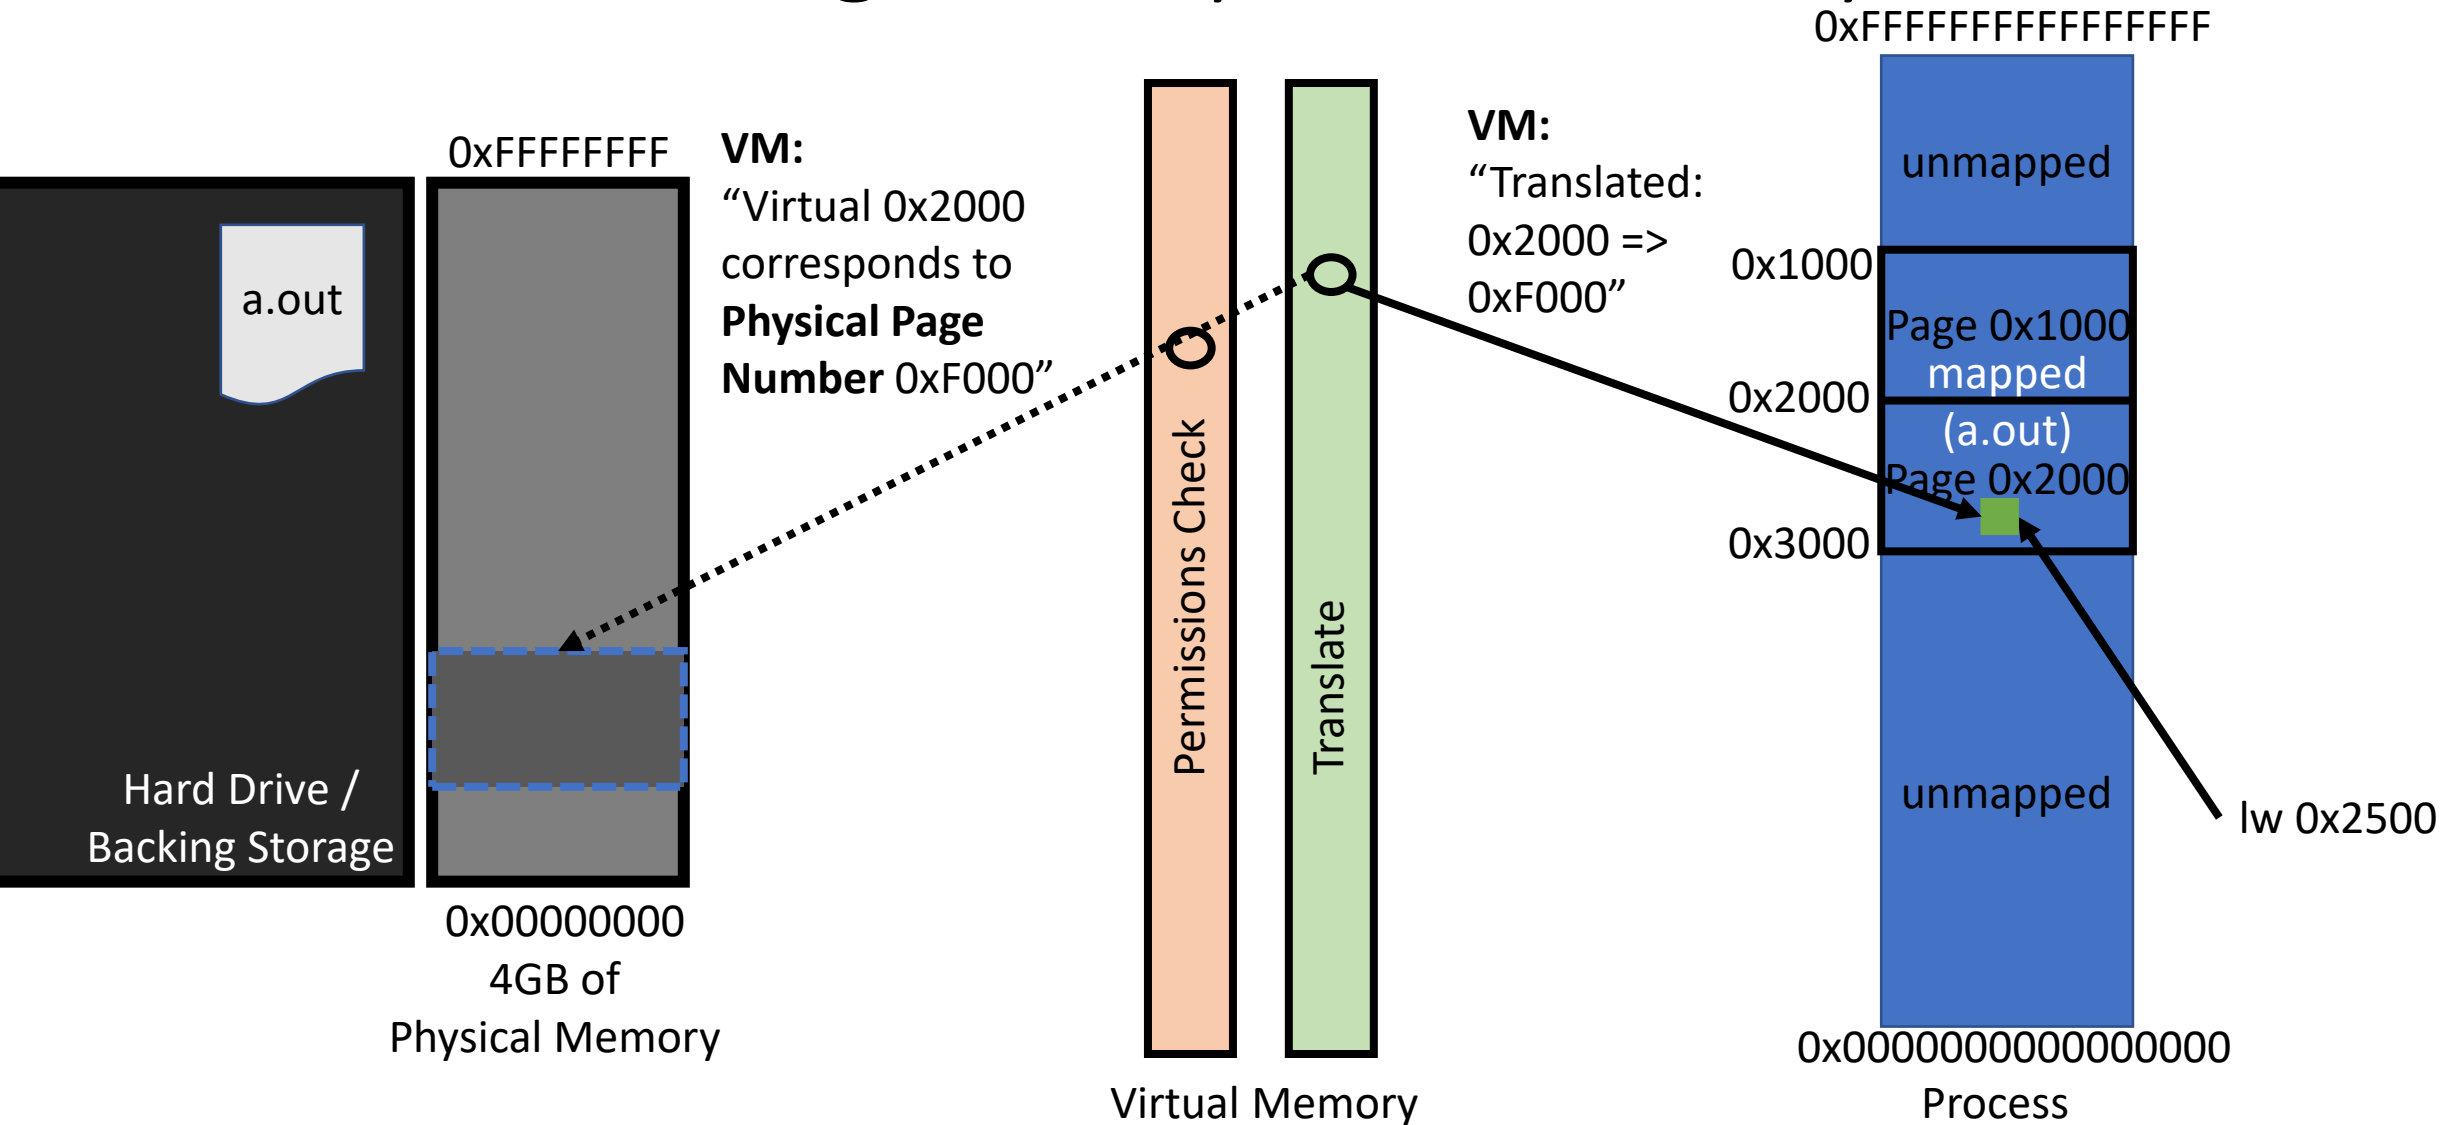 0xFFFFFFFFFFFFFFFF
0xFFFFFFFF
VM:
“Virtual 0x2000
corresponds to
Physical Page
Number 0xF000”
VM:
“Translated:
0x2000 =>
0xF000”
a.out
Hard Drive /
Backing Storage
0x00000000
4GB of
Physical Memory
Permissions Check
Translate
Virtual Memory
unmapped
0x1000
Page 0x1000
mapped
0x2000
(a.out)
Page 0x2000
0x3000
unmapped
lw 0x2500
0x0000000000000000
Process